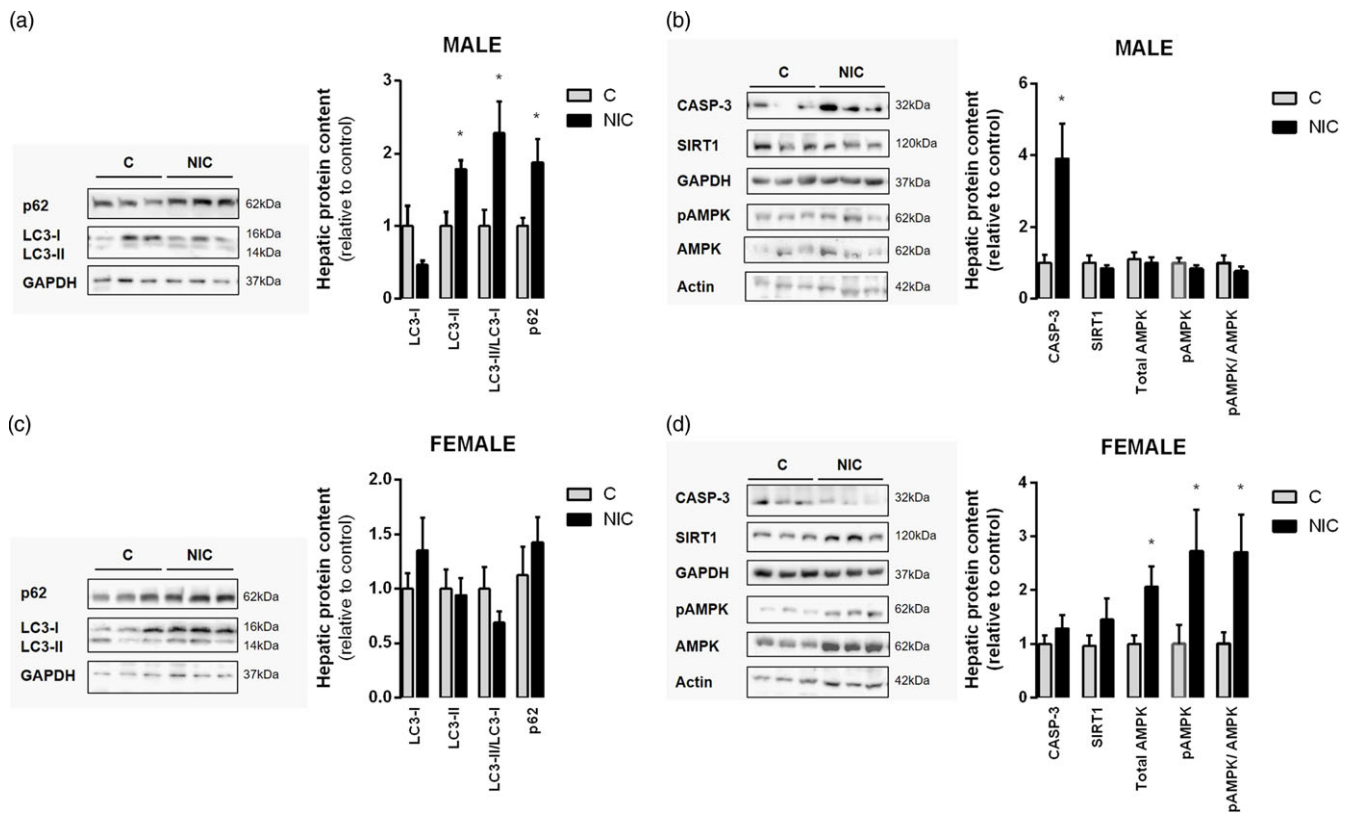 (a)
MALE
C
NIC
p62
62kDa
LC3-I
16kDa
LC3-II
14kDa
GAPDH
37kDa
Hepatic protein content
(relative to control)
3
2
1
0
*
*
*
LC3-I
LC3-II
LC3-II/LC3-I
p62
C
NIC
(b)
MALE
C
NIC
CASP-3
32kDa
SIRT1
120kDa
GAPDH
37kDa
pAMPK
62kDa
AMPK
62kDa
Actin
42kDa
Hepatic protein content
(relative to control)
6
4
2
0
*
CASP-3
SIRT1
Total AMPK
pAMPK
pAMPK/ AMPK
C
NIC
(c)
FEMALE
C
NIC
p62
62kDa
LC3-I
16kDa
LC3-II
14kDa
GAPDH
37kDa
Hepatic protein content
(relative to control)
2.0
1.5
1.0
0.5
0.0
LC3-I
LC3-II
LC3-II/LC3-I
p62
C
NIC
(d)
FEMALE
C
NIC
CASP-3
32kDa
SIRT1
120kDa
GAPDH
37kDa
pAMPK
62kDa
AMPK
62kDa
Actin
42kDa
Hepatic protein content
(relative to control)
4
3
2
1
0
*
*
*
CASP-3
SIRT1
Total AMPK
pAMPK
pAMPK/ AMPK
C
NIC